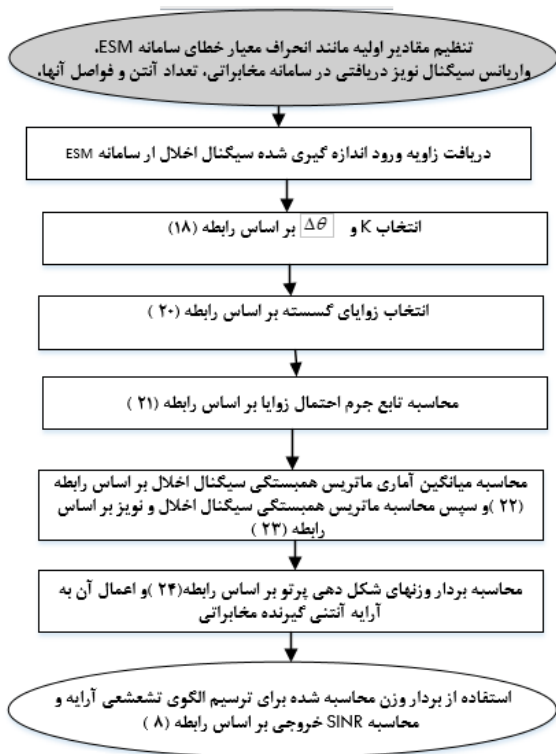 تنظیم مقادیر اولیه مانند انحراف معیار خطای سامانه ESM،
واریانس سیگنال نویز دریافتی در سامانه مخابراتی، تعداد آنتن و فواصل آنها،
دریافت زاویه ورود اندازه گیری شده سیگنال اخلال ار سامانه ESM
انتخاب K و Δθ بر اساس رابطه (۱۸)
انتخاب زوایای گسسته بر اساس رابطه (۲۰ )
محاسبه تابع جرم احتمال زوایا بر اساس رابطه (۲۱ )
محاسبه میانگین آماری ماتریس همبستگی سیگنال اخلال بر اساس رابطه
(۲۲ )و سپس محاسبه ماتریس همبستگی سیگنال اخلال و نویز بر اساس
رابطه (۲۳ )
محاسبه بردار وزنهای شکل دهی پرتو بر اساس رابطه(۲۴ )و اعمال آن به
آرایه آنتنی گیرنده مخابراتی
استفاده از بردار وزن محاسبه شده برای ترسیم الگوی تشعشعی آرایه و
محاسبه SINR خروجی بر اساس رابطه (۸ )